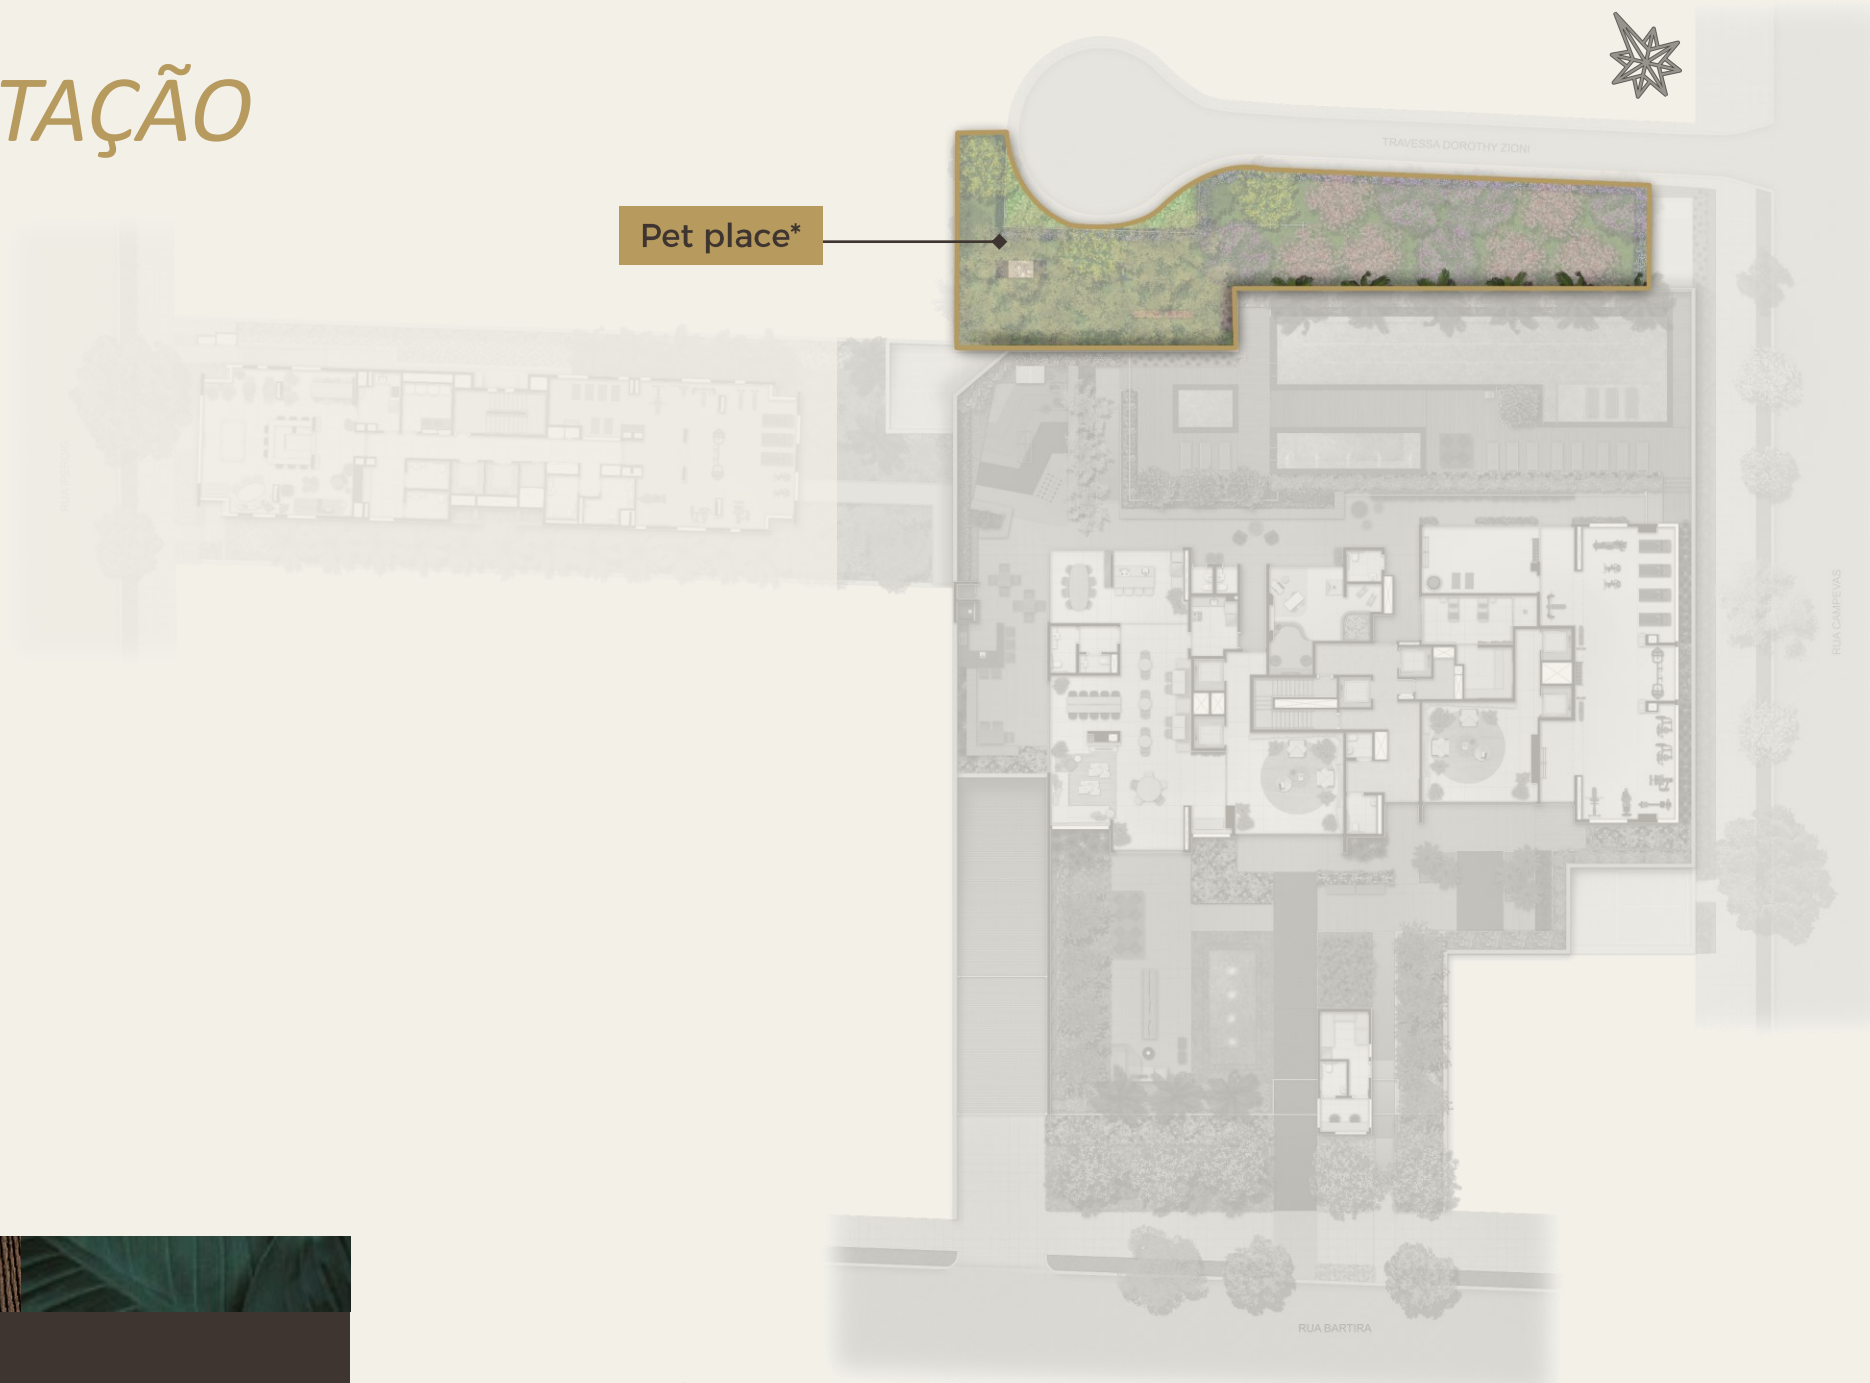 TAÇÃO
TRAVESSA DOROTHY ZIONI
Pet place*
RUA CAMPEVAS
RUA BARTIRA